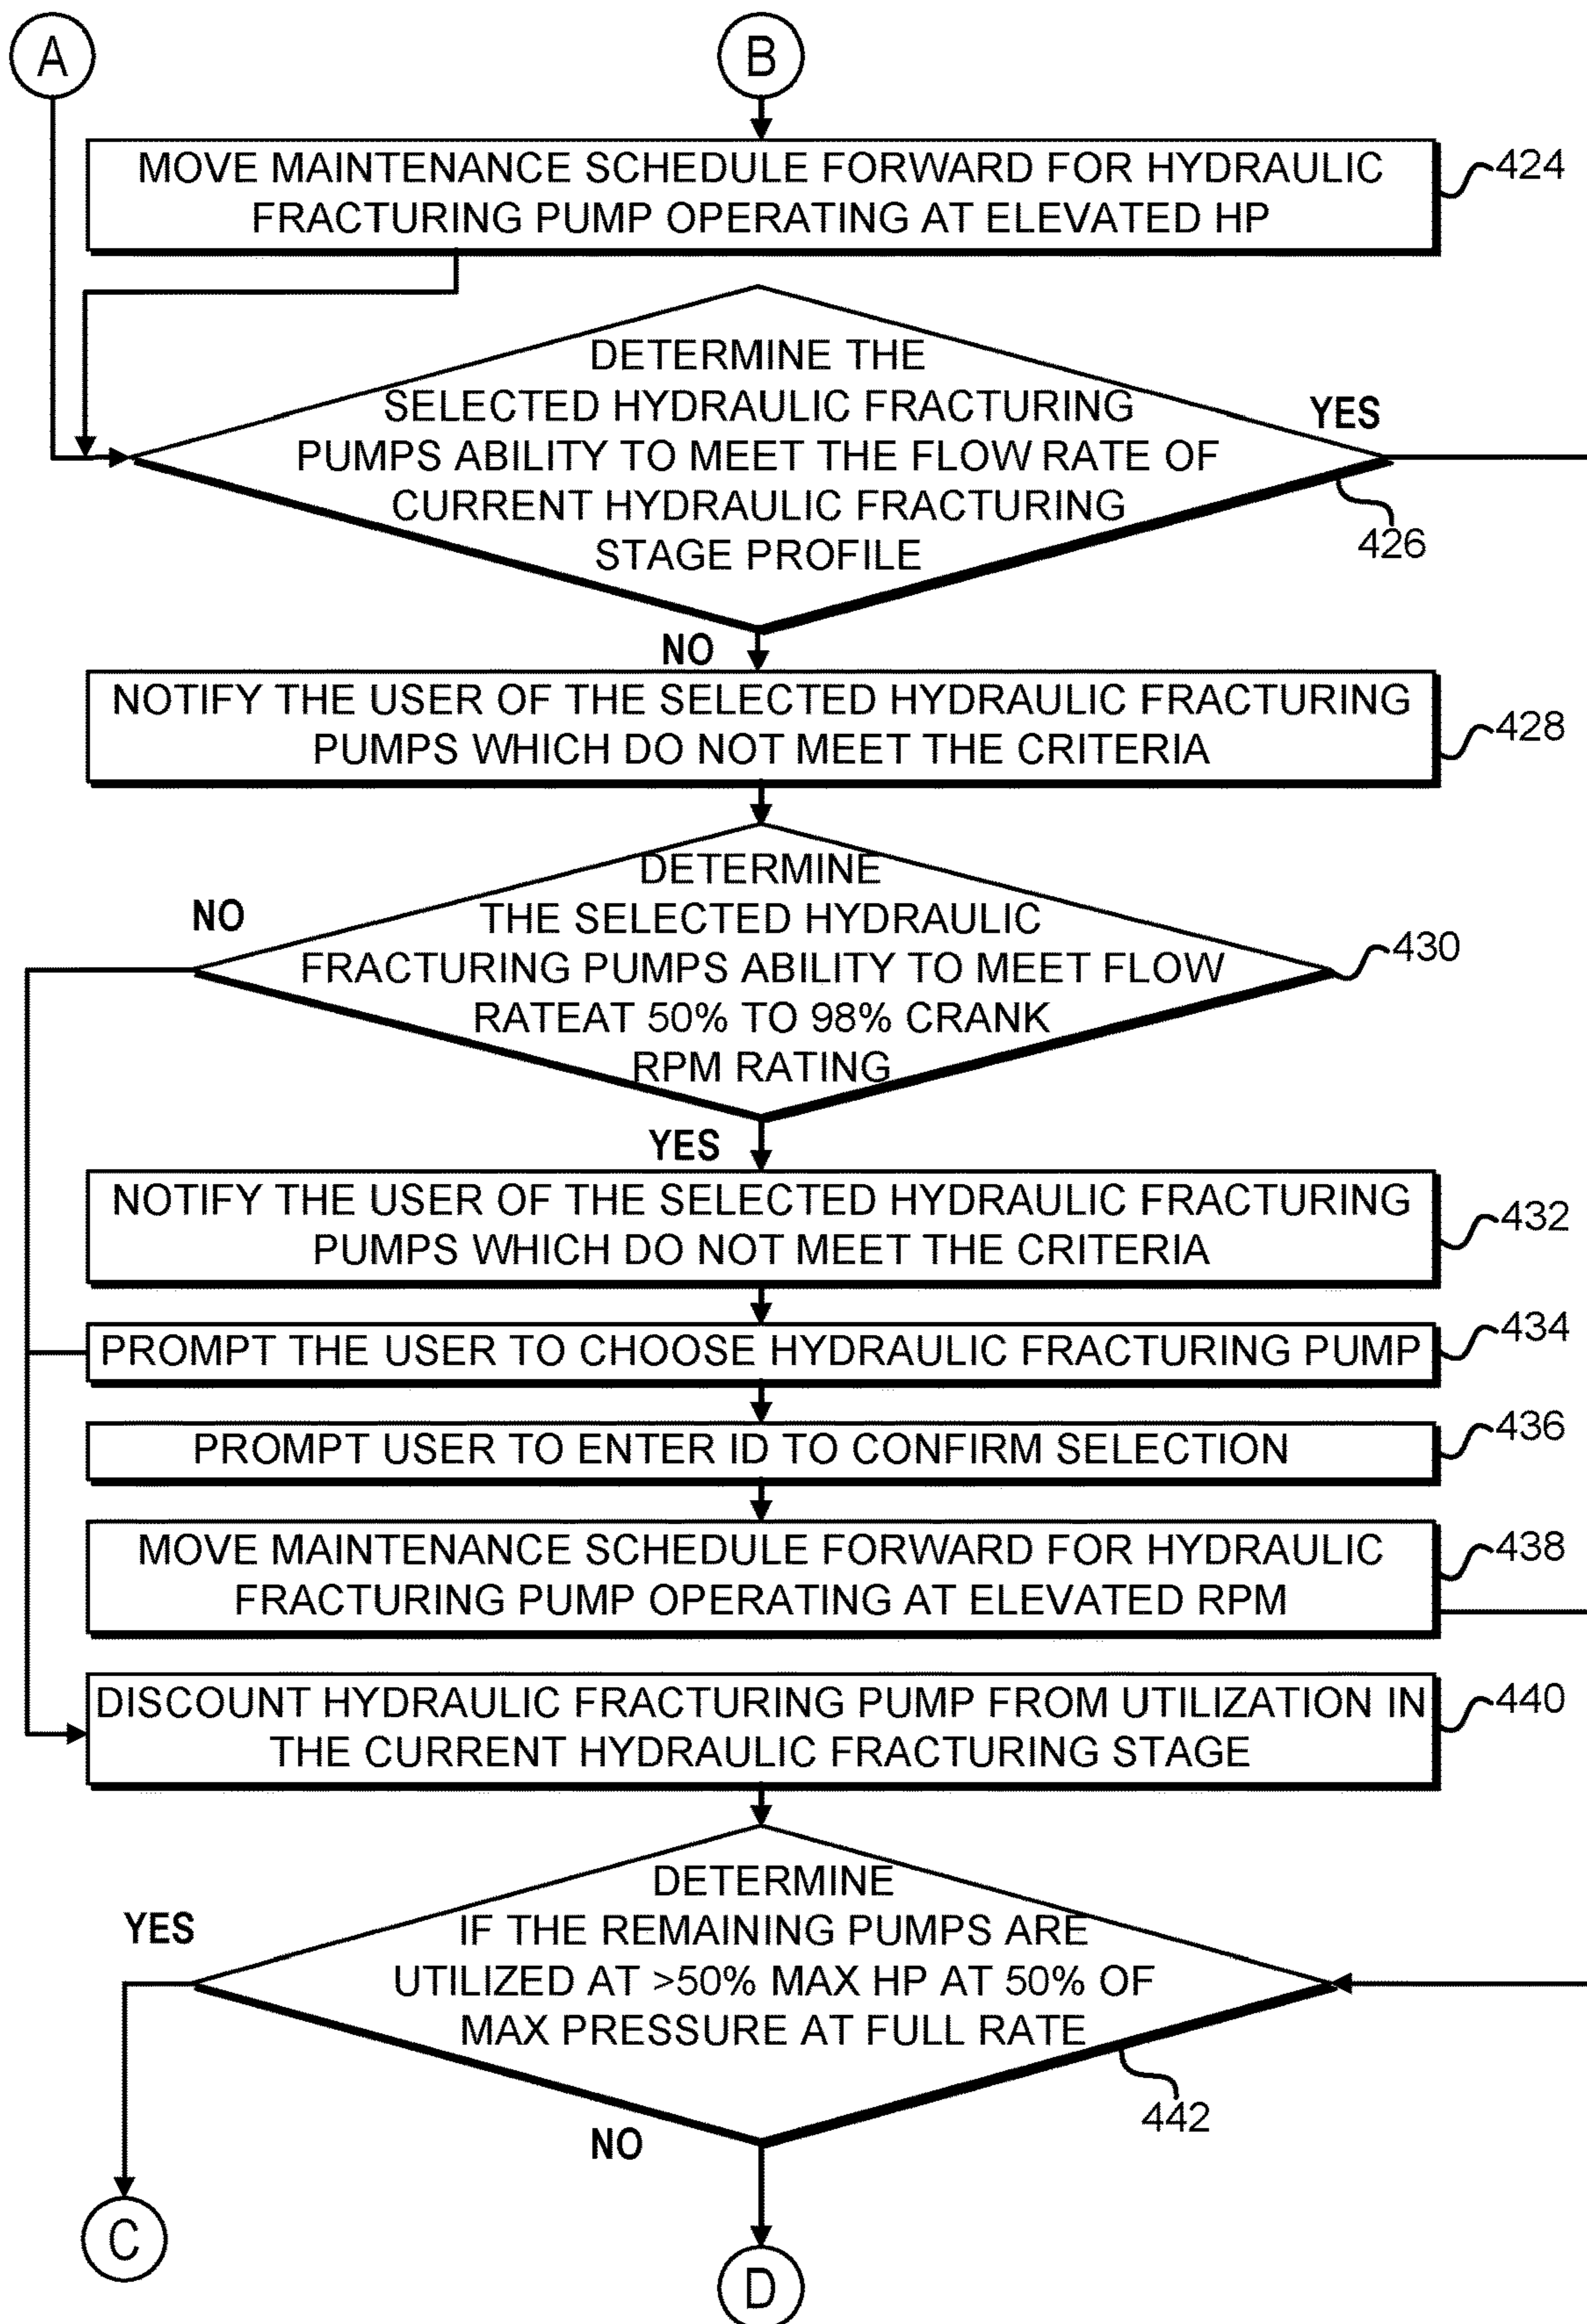 A
B
MOVE MAINTENANCE SCHEDULE FORWARD FOR HYDRAULIC
FRACTURING PUMP OPERATING AT ELEVATED HP
424
DETERMINE THE
SELECTED HYDRAULIC FRACTURING
PUMPS ABILITY TO MEET THE FLOW RATE OF
CURRENT HYDRAULIC FRACTURING
STAGE PROFILE
YES
426
NO
NOTIFY THE USER OF THE SELECTED HYDRAULIC FRACTURING
PUMPS WHICH DO NOT MEET THE CRITERIA
428
DETERMINE
THE SELECTED HYDRAULIC
FRACTURING PUMPS ABILITY TO MEET FLOW
RATEAT 50% TO 98% CRANK
RPM RATING
NO
430
YES
NOTIFY THE USER OF THE SELECTED HYDRAULIC FRACTURING
PUMPS WHICH DO NOT MEET THE CRITERIA
432
PROMPT THE USER TO CHOOSE HYDRAULIC FRACTURING PUMP
434
PROMPT USER TO ENTER ID TO CONFIRM SELECTION
436
MOVE MAINTENANCE SCHEDULE FORWARD FOR HYDRAULIC
FRACTURING PUMP OPERATING AT ELEVATED RPM
438
DISCOUNT HYDRAULIC FRACTURING PUMP FROM UTILIZATION IN
THE CURRENT HYDRAULIC FRACTURING STAGE
440
DETERMINE
IF THE REMAINING PUMPS ARE
UTILIZED AT >50% MAX HP AT 50% OF
MAX PRESSURE AT FULL RATE
YES
442
NO
C
D